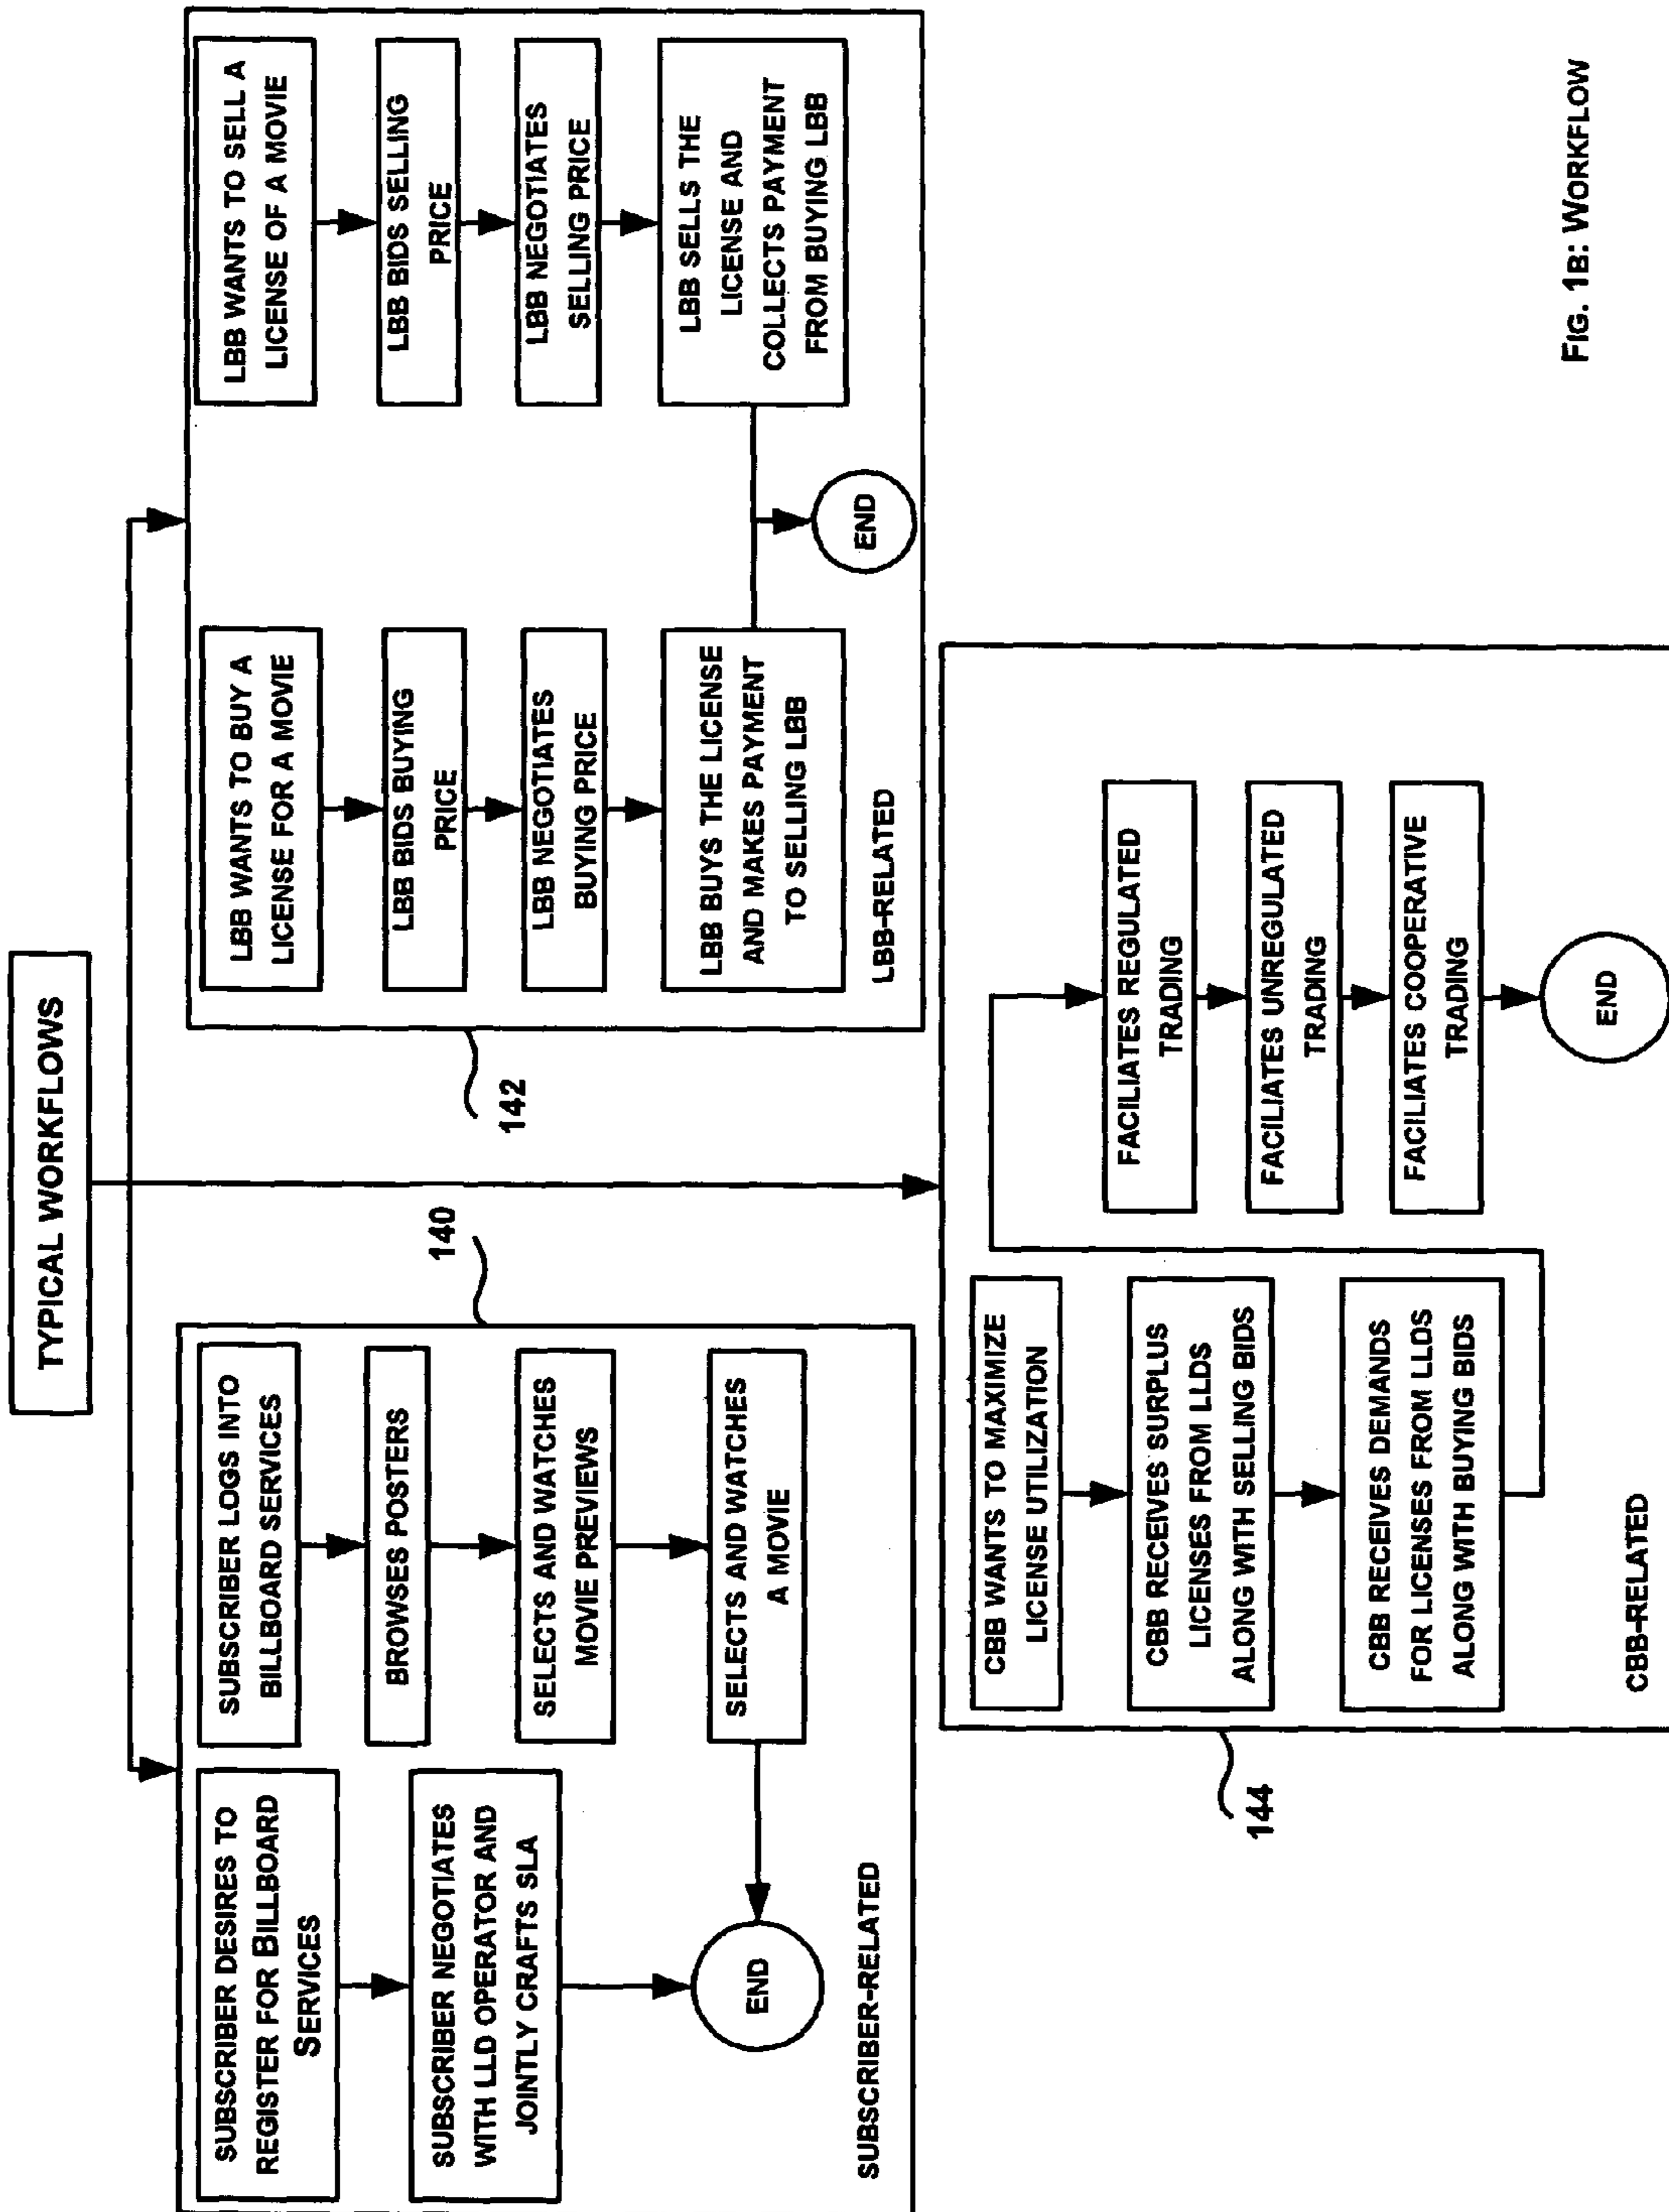 TYPICAL WORKFLOWS
140
SUBSCRIBER DESIRES TO
REGISTER FOR BILLBOARD
SERVICES
SUBSCRIBER NEGOTIATES
WITH LLD OPERATOR AND
JOINTLY CRAFTS SLA
END
SUBSCRIBER LOGS INTO
BILLBOARD SERVICES
BROWSES POSTERS
SELECTS AND WATCHES
MOVIE PREVIEWS
SELECTS AND WATCHES
A MOVIE
SUBSCRIBER-RELATED
142
LBB WANTS TO BUY A
LICENSE FOR A MOVIE
LBB BIDS BUYING
PRICE
LBB NEGOTIATES
BUYING PRICE
LBB BUYS THE LICENSE
AND MAKES PAYMENT
TO SELLING LBB
LBB-RELATED
LBB WANTS TO SELL A
LICENSE OF A MOVIE
LBB BIDS SELLING
PRICE
LBB NEGOTIATES
SELLING PRICE
LBB SELLS THE
LICENSE AND
COLLECTS PAYMENT
FROM BUYING LBB
END
144
CBB WANTS TO MAXIMIZE
LICENSE UTILIZATION
CBB RECEIVES SURPLUS
LICENSES FROM LLDS
ALONG WITH SELLING BIDS
CBB RECEIVES DEMANDS
FOR LICENSES FROM LLDS
ALONG WITH BUYING BIDS
CBB-RELATED
FACILIATES REGULATED
TRADING
FACILIATES UNREGULATED
TRADING
FACILIATES COOPERATIVE
TRADING
END
FIG. 1B: WORKFLOW